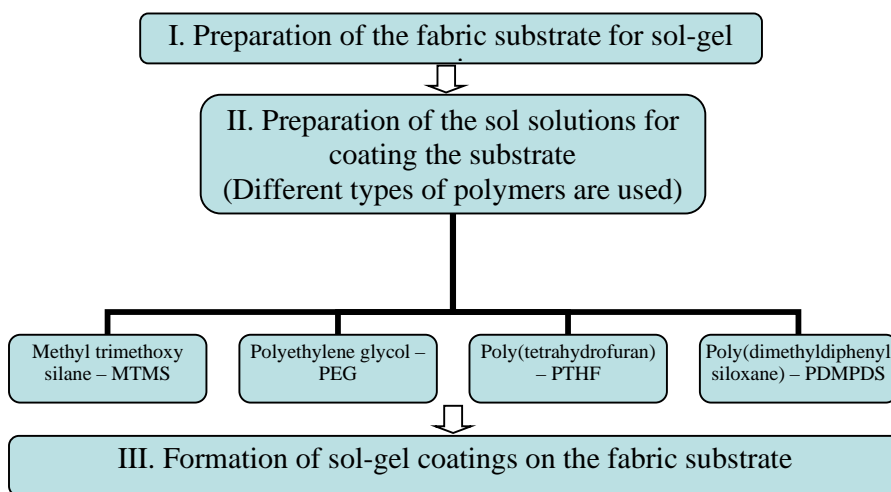 I. Preparation of the fabric substrate for sol-gel
II. Preparation of the sol solutions for
coating the substrate
(Different types of polymers are used)
Methyl trimethoxy
silane – MTMS
Polyethylene glycol –
PEG
Poly(tetrahydrofuran)
– PTHF
Poly(dimethyldiphenyl
siloxane) – PDMPDS
III. Formation of sol-gel coatings on the fabric substrate